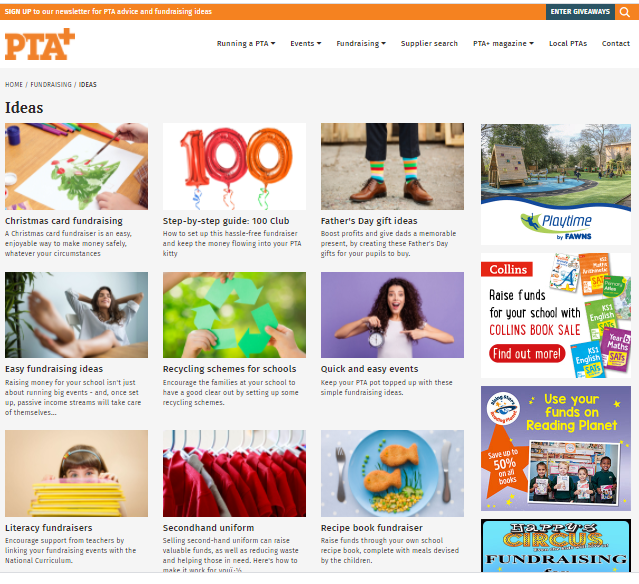 SIGN UP to our newsletter for PTA advice and fundraising ideas
ENTER GIVEAWAYS
PTA+
Running a PTA
Events
Fundraising
Supplier search
PTA+ magazine
Local PTAs
Contact
HOME / FUNDRAISING / IDEAS
Ideas
100
Christmas card fundraising
A Christmas card fundraiser is an easy,
enjoyable way to make money safely,
whatever your circumstances
Step-by-step guide: 100 Club
How to set up this hassle-free fundraiser
and keep the money flowing into your PTA
kitty
Father's Day gift ideas
Boost profits and give dads a memorable
present, by creating these Father's Day
gifts for your pupils to buy.
Easy fundraising ideas
Raising money for your school isn't just
about running big events - and, once set
up, passive income streams will take care
of themselves...
Recycling schemes for schools
Encourage the families at your school to
have a good clear out by setting up some
recycling schemes.
Quick and easy events
Keep your PTA pot topped up with these
simple fundraising ideas.
Literacy fundraisers
Encourage support from teachers by
linking your fundraising events with the
National Curriculum.
Secondhand uniform
Selling second-hand uniform can raise
valuable funds, as well as reducing waste
and helping those in need. Here's how to
make it work for youï¿½
Recipe book fundraiser
Raise funds through your own school
recipe book, complete with meals devised
by the children.
Playtime
by FAWNS
Collins
Raise funds
for your school with
COLLINS BOOK SALE
Find out more!
KS2
Maths
Arithmetic
SATs
Primary
Atlas
KS2
English
SATs
Year 6
Maths
SATs
KS1
English
SATs
Rising Stars
Reading Planet
Use your
funds on
Reading Planet
Save up to
50%
on all
books
HAPPY'S
CIRCUS
FUNDRAISING
for